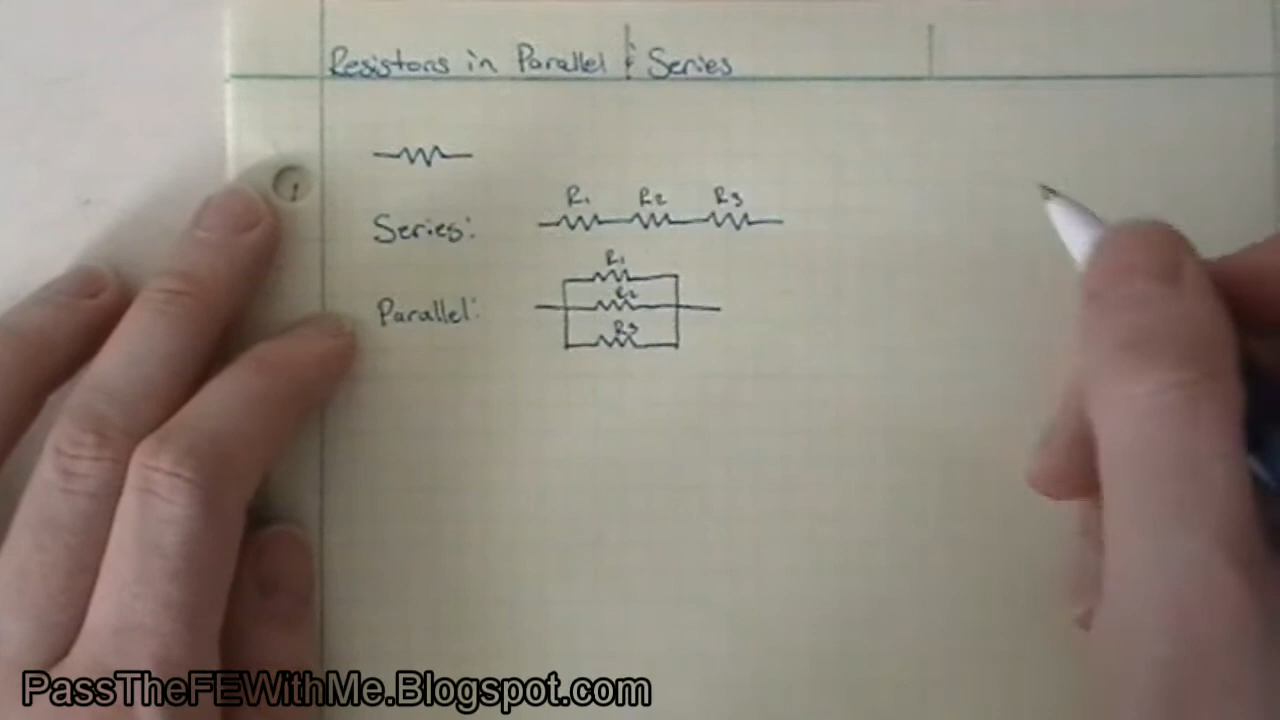 Resistors in Parallel & Series
R1 R2 R3
Series:
R1
R2
Parallel:
R3
PassTheFEWithMe.Blogspot.com